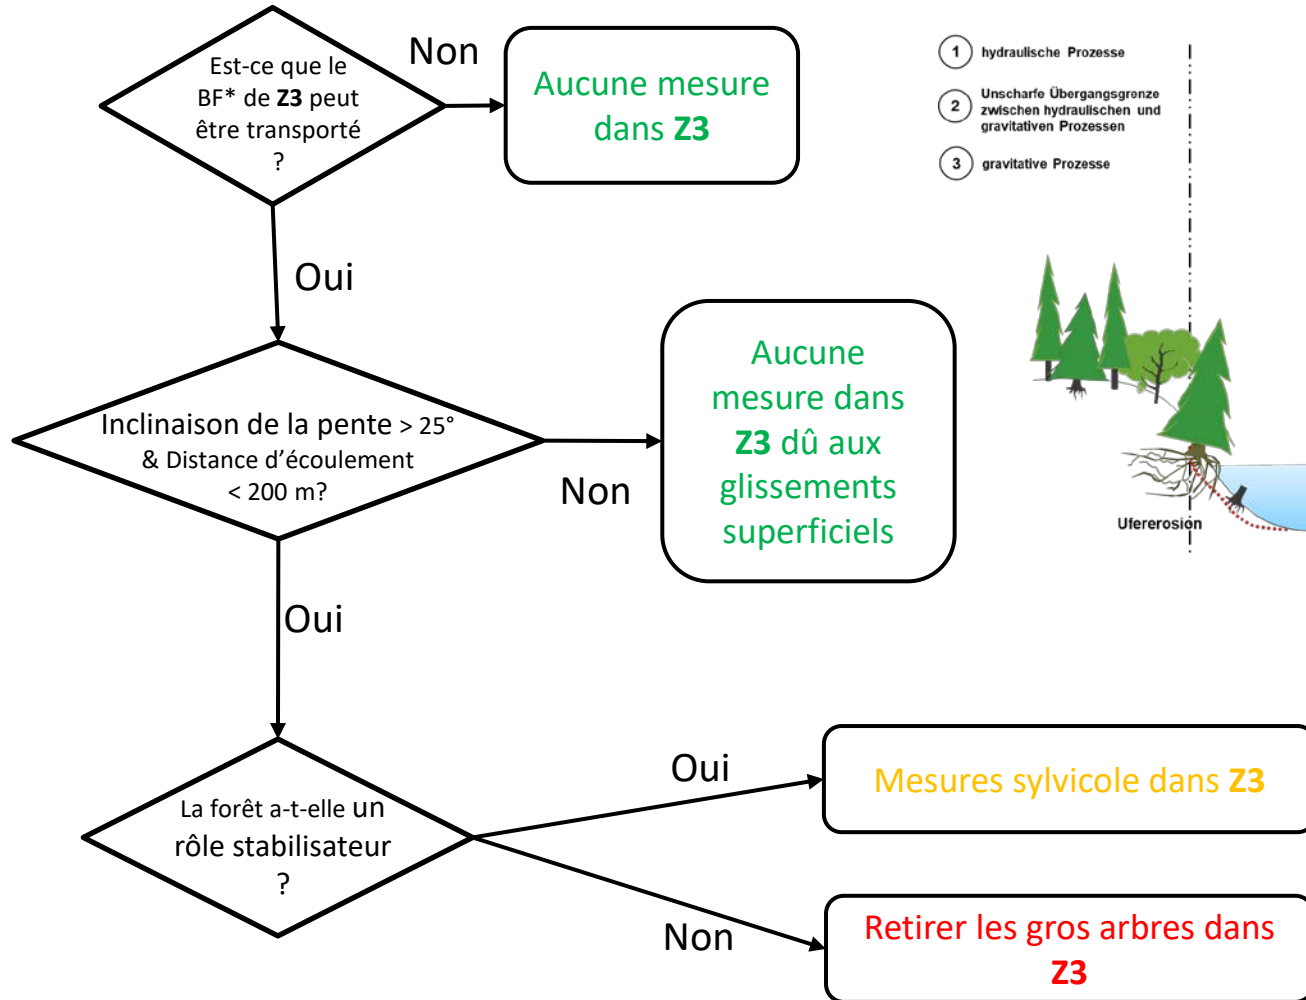 Est-ce que le
BF* de Z3 peut
être transporté
?
Non
Aucune mesure
dans Z3
Oui
Inclinaison de la pente > 25°
& Distance d'écoulement
< 200 m?
Non
Aucune
mesure dans
Z3 dû aux
glissements
superficiels
Oui
La forêt a-t-elle un
rôle stabilisateur
?
Oui
Mesures sylvicole dans Z3
Non
Retirer les gros arbres dans
Z3
1 hydraulische Prozesse
2 Unscharfe Übergangsgrenze
zwischen hydraulischen und
gravitativen Prozessen
3 gravitative Prozesse
Ufererosion